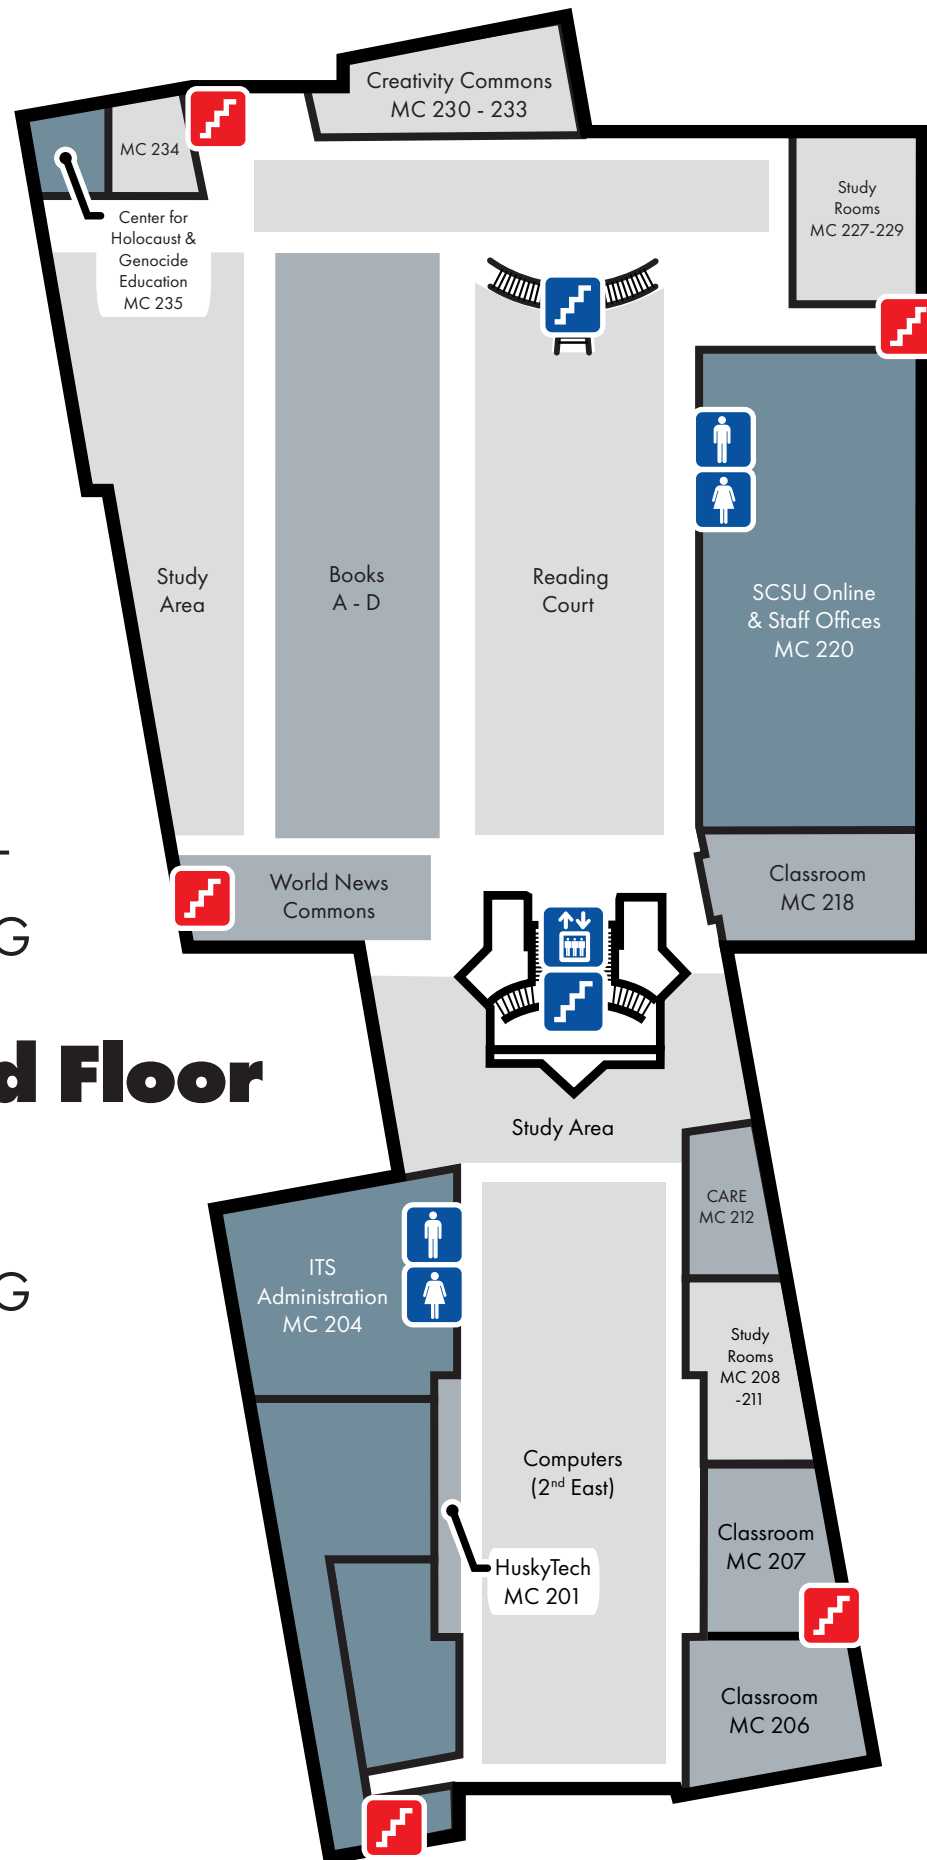 Creativity Commons
MC 230 - 233
MC 234
Study
Rooms
MC 227-229
Center for
Holocaust &
Genocide
Education
MC 235
Study
Area
Books
A - D
Reading
Court
SCSU Online
& Staff Offices
MC 220
World News
Commons
Classroom
MC 218
G
d Floor
Study Area
CARE
MC 212
ITS
Administration
MC 204
G
Study
Rooms
MC 208
-211
Computers
(2nd East)
Classroom
MC 207
HuskyTech
MC 201
Classroom
MC 206